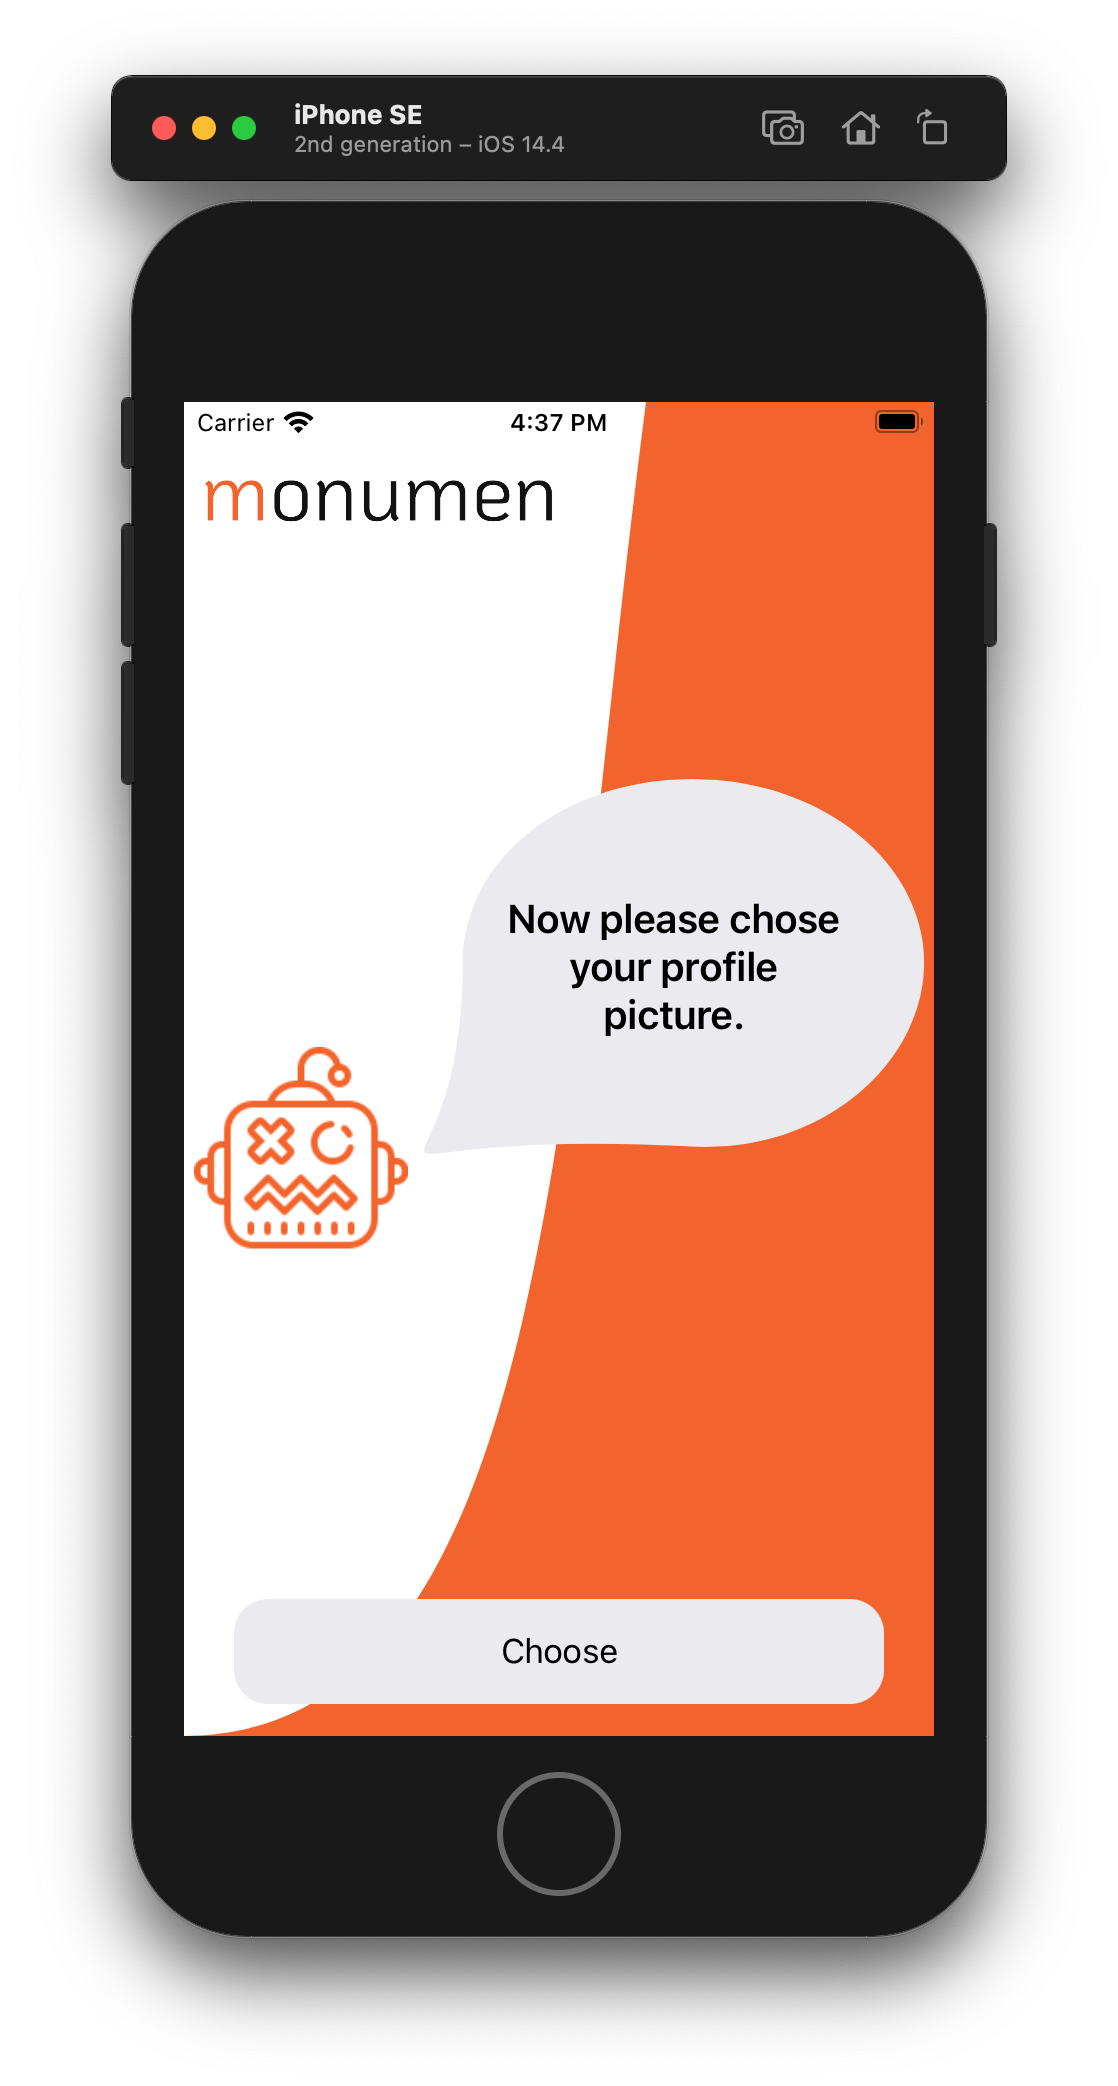 iPhone SE
2nd generation – iOS 14.4
Carrier 4:37 PM
monumen
Now please chose
your profile
picture.
Choose